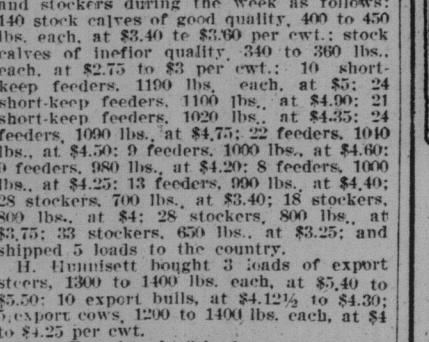 and stockers during the week as follows:
140 stock calves of good quality, 400 to 450
lbs. each, at $3.40 to $3.60 per cwt.; stock
calves of inefior quality, 340 to 360 lbs.,
each, at $2.75 to $3 per cwt.; 10 short-
keep feeders, 1190 lbs. each, at $5; 24
short-keep feeders, 1100 lbs., at $4.90; 21
short-keep feeders, 1020 lbs., at $4.35; 24
feeders, 1090 lbs., at $4.75; 22 feeders, 1040
lbs., at $4.50; 9 feeders, 1000 lbs., at $4.60;
9 feeders, 980 lbs., at $4.20; 8 feeders, 1000
lbs., at $4.25; 13 feeders, 990 lbs., at $4.40;
28 stockers, 700 lbs., at $3.40; 18 stockers,
800 lbs., at $4; 28 stockers, 800 lbs., at
$3.75; 33 stockers, 650 lbs., at $3.25; and
shipped 5 loads to the country.
H. Hunnisett bought 3 loads of export
steers, 1300 to 1400 lbs. each, at $5.40 to
$5.50; 10 export bulls, at $4.12½ to $4.30;
5 export cows, 1200 to 1400 lbs. each, at $4
to $4.25 per cwt.